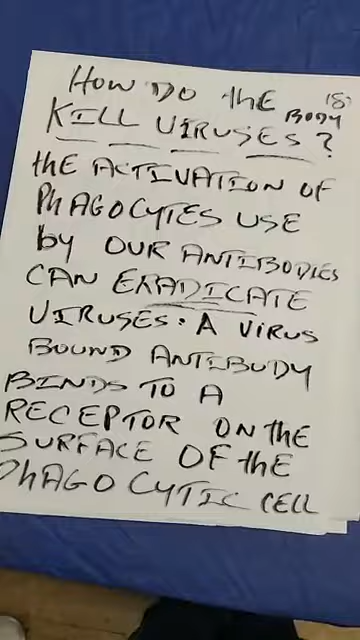 HOW DO THE BODY (8)
KILL VIRUSES?
THE ACTIVATION OF
PHAGOCYTES USE
by OUR ANTIBODIES
CAN ERADICATE
VIRUSES. A VIRUS
BOUND ANTIBODY
BINDS TO A
RECEPTOR ON THE
SURFACE OF THE
PHAGOCYTIC CELL